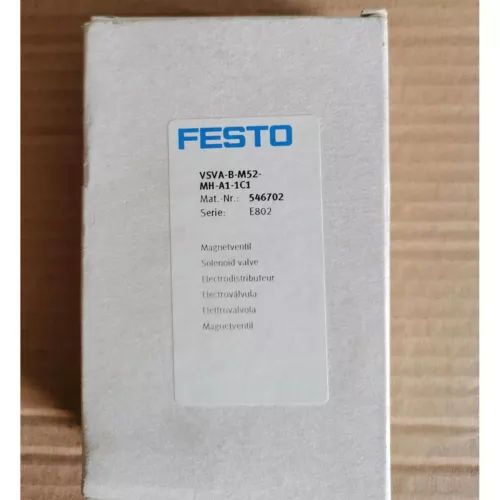 FESTO
VSVA-B-M52-
MH-A1-1C1
Mat.-Nr.: 546702
Serie: E802
Magnetventil
Solenoid valve
Electrodistributeur
Electroválvula
Elettrovalvola
Magnetventil